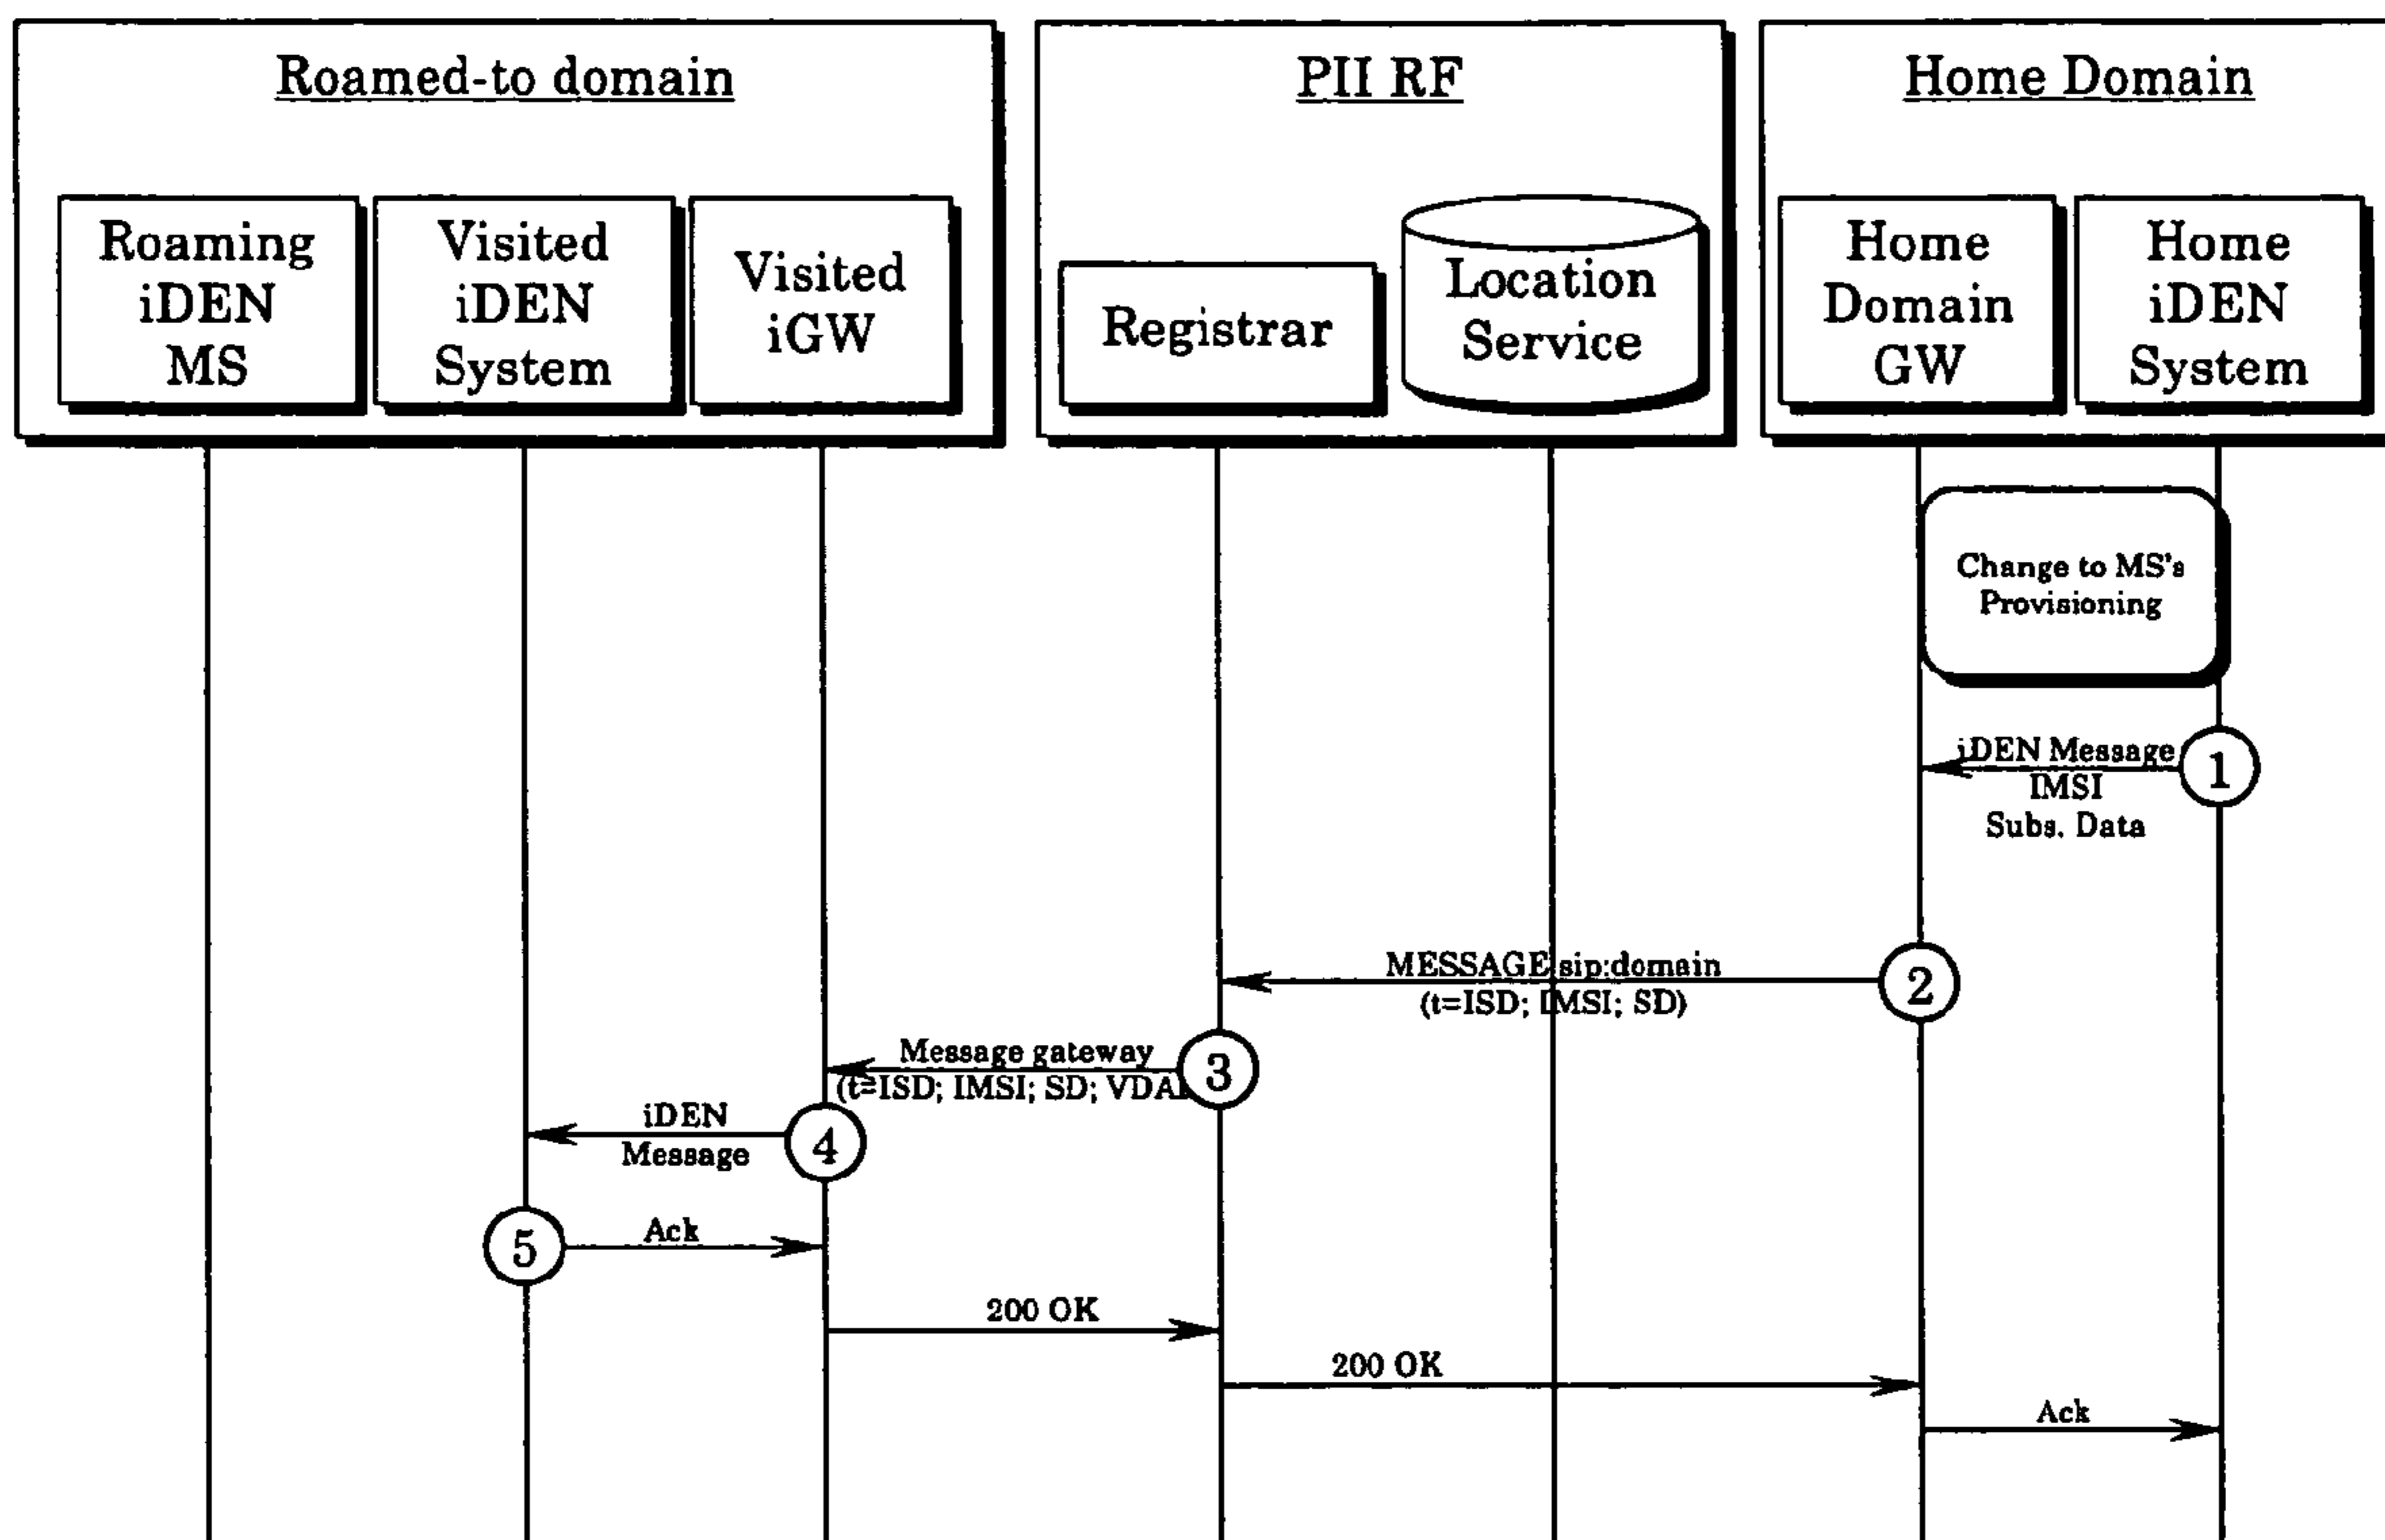 Roamed-to domain
PII RF
Home Domain
Roaming
iDEN
MS
Visited
iDEN
System
Visited
iGW
Registrar
Location
Service
Home
Domain
GW
Home
iDEN
System
Change to MS's
Provisioning
iDEN Message
IMSI
Subs. Data
1
MESSAGE sip:domain
(t=ISD; IMSI; SD)
2
Message gateway
(t=ISD; IMSI; SD;
3
iDEN
Message
4
5
Ack
200 OK
200 OK
Ack